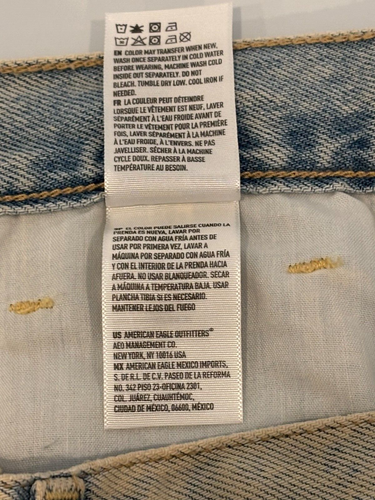 EN COLOR MAY TRANSFER WHEN NEW,
WASH ONCE SEPARATELY IN COLD WATER
BEFORE WEARING, MACHINE WASH COLD
INSIDE OUT SEPARATELY. DO NOT
BLEACH. TUMBLE DRY LOW. COOL IRON IF
NEEDED.
FR LA COULEUR PEUT DÉTEINDRE
LORSQUE LE VÊTEMENT EST NEUF, LAVER
SÉPARÉMENT À L'EAU FROIDE AVANT DE
PORTER LE VÊTEMENT POUR LA PREMIÈRE
FOIS, LAVER SÉPARÉMENT À LA MACHINE
À L'EAU FROIDE, À L'ENVERS. NE PAS
JAVELLISER. SÉCHER À LA MACHINE
CYCLE DOUX. REPASSER À BASSE
TEMPÉRATURE AU BESOIN.
EL COLOR PUEDE SALIRSE CUANDO LA
PRENDA ES NUEVA, LAVAR POR
SEPARADO CON AGUA FRÍA ANTES DE
USAR POR PRIMERA VEZ, LAVAR A
MÁQUINA POR SEPARADO CON AGUA FRÍA
Y CON EL INTERIOR DE LA PRENDA HACIA
AFUERA. NO USAR BLANQUEADOR. SECAR
A MÁQUINA A TEMPERATURA BAJA. USAR
PLANCHA TIBIA SI ES NECESARIO.
MANTENER LEJOS DEL FUEGO
US AMERICAN EAGLE OUTFITTERS®
AEO MANAGEMENT CO.
NEW YORK, NY 10016 USA
MX AMERICAN EAGLE MEXICO IMPORTS,
S. DE R.L. DE C.V. PASEO DE LA REFORMA
NO. 342 PISO 23-OFICINA 2301,
COL. JUÁREZ, CUAUHTÉMOC,
CIUDAD DE MÉXICO, 06600, MÉXICO